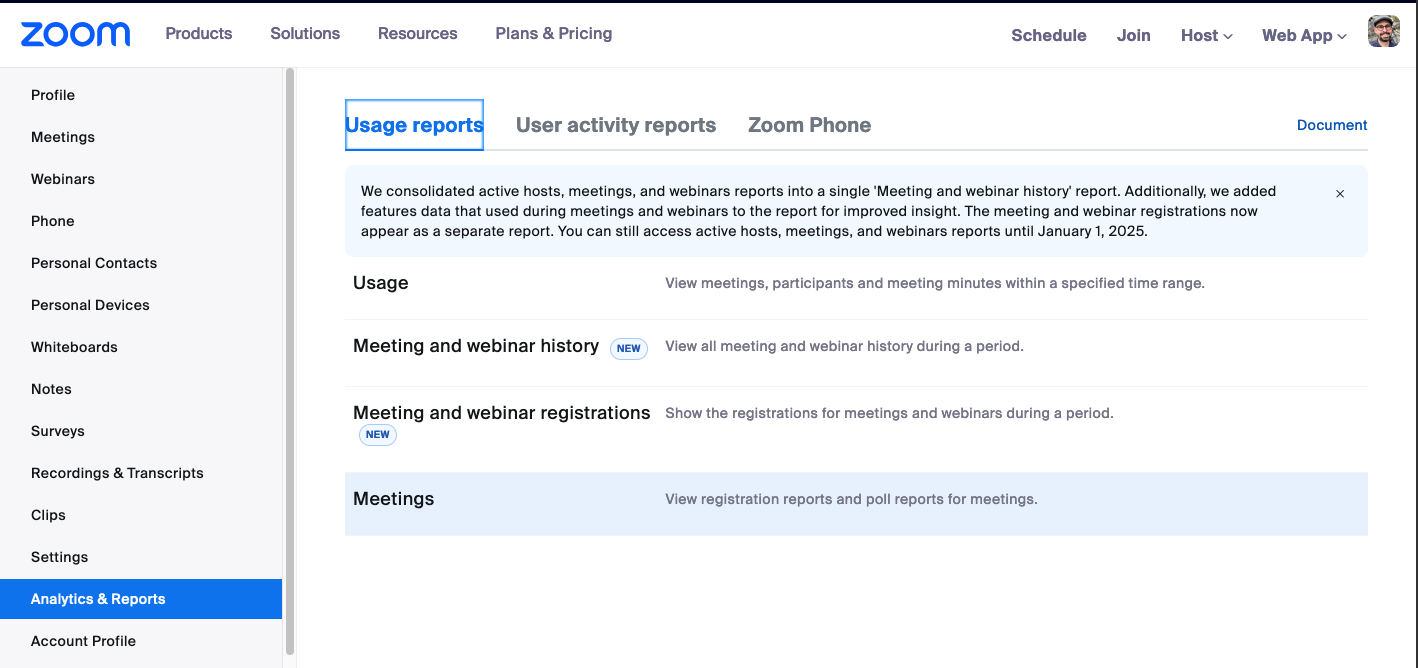 zoom Products Solutions Resources Plans & Pricing Schedule Join Host Web App
Profile
Meetings
Webinars
Phone
Personal Contacts
Personal Devices
Whiteboards
Notes
Surveys
Recordings & Transcripts
Clips
Settings
Analytics & Reports
Account Profile
Usage reports User activity reports Zoom Phone Document
We consolidated active hosts, meetings, and webinars reports into a single 'Meeting and webinar history' report. Additionally, we added
features data that used during meetings and webinars to the report for improved insight. The meeting and webinar registrations now
appear as a separate report. You can still access active hosts, meetings, and webinars reports until January 1, 2025.
Usage View meetings, participants and meeting minutes within a specified time range.
Meeting and webinar history NEW View all meeting and webinar history during a period.
Meeting and webinar registrations Show the registrations for meetings and webinars during a period.
NEW
Meetings View registration reports and poll reports for meetings.